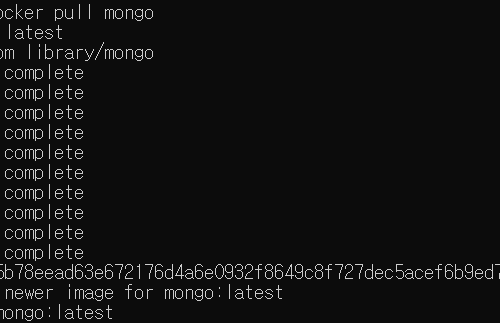 ocker pull mongo
latest
om library/mongo
complete
complete
complete
complete
complete
complete
complete
complete
complete
complete
5b78eead63e672176d4a6e0932f8649c8f727dec5acef6b9ed7
newer image for mongo:latest
mongo:latest